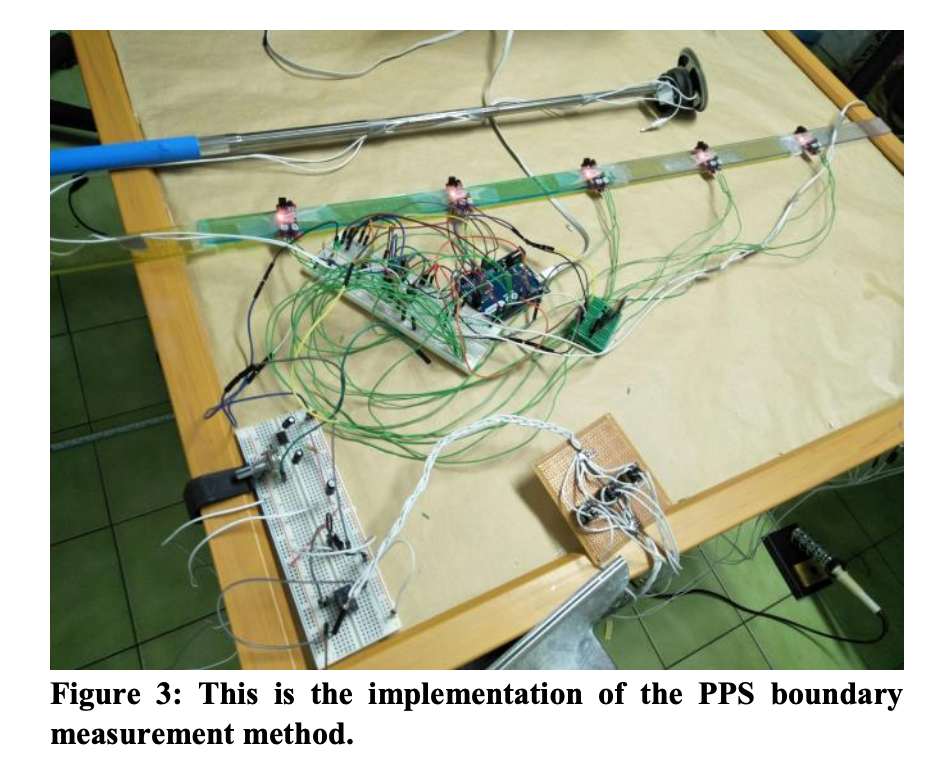 Figure 3: This is the implementation of the PPS boundary
measurement method.